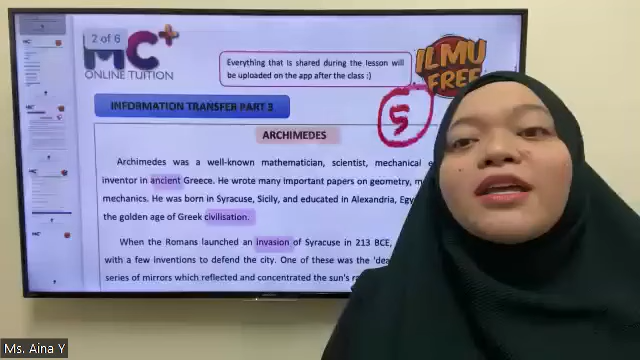 2 of 6
MC+
ONLINE TUITION
Everything that is shared during the lesson will
be uploaded on the app after the class :)
ILMU
FREE
INFORMATION TRANSFER PART 3
5
ARCHIMEDES
Archimedes was a well-known mathematician, scientist, mechanical
inventor in ancient Greece. He wrote many important papers on geometry,
mechanics. He was born in Syracuse, Sicily, and educated in Alexandria,
the golden age of Greek civilisation.
When the Romans launched an invasion of Syracuse in 213 BCE,
with a few inventions to defend the city. One of these was the
series of mirrors which reflected and concentrated the sun's
Ms. Aina Y